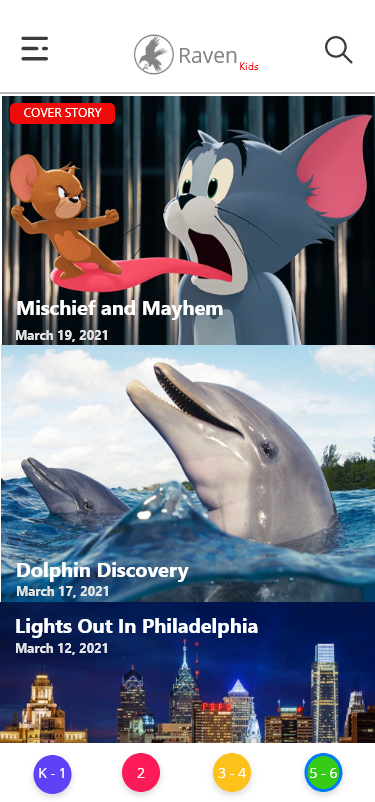 Raven
Kids
COVER STORY
Mischief and Mayhem
March 19, 2021
Dolphin Discovery
March 17, 2021
Lights Out In Philadelphia
March 12, 2021
PSFS
K - 1
2
3 - 4
5 - 6